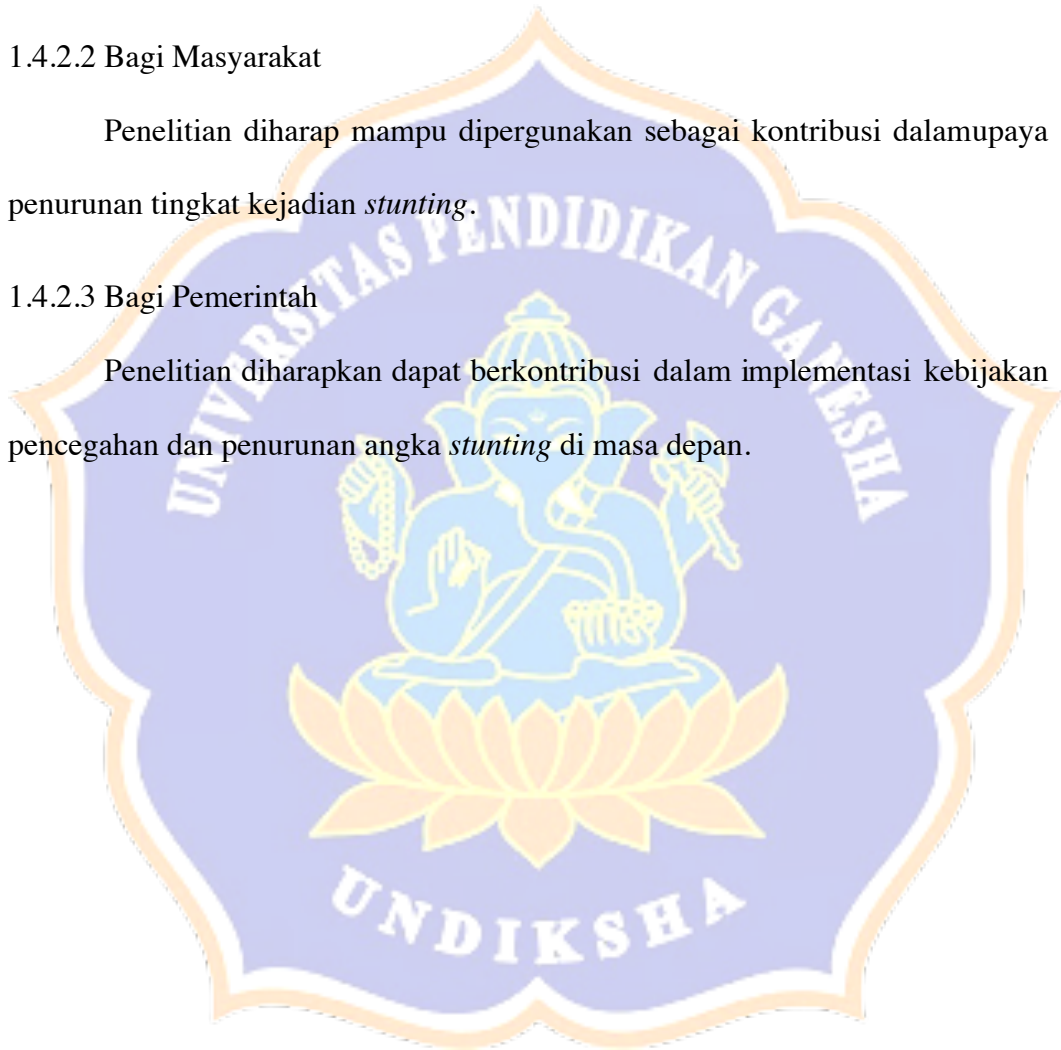 1.4.2.2 Bagi Masyarakat
Penelitian diharap mampu dipergunakan sebagai kontribusi dalamupaya
penurunan tingkat kejadian stunting.
UNIVERSITAS PENDIDIKAN GANESHA
1.4.2.3 Bagi Pemerintah
Penelitian diharapkan dapat berkontribusi dalam implementasi kebijakan
pencegahan dan penurunan angka stunting di masa depan.
UNDIKSHA